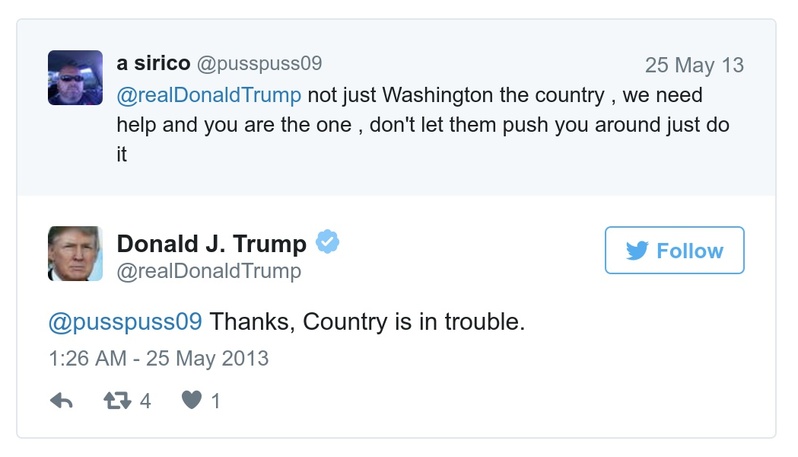 a sirico @pusspuss09 25 May 13
@realDonaldTrump not just Washington the country , we need
help and you are the one , don't let them push you around just do
it
Donald J. Trump
@realDonaldTrump
Follow
@pusspuss09 Thanks, Country is in trouble.
1:26 AM - 25 May 2013
4 1